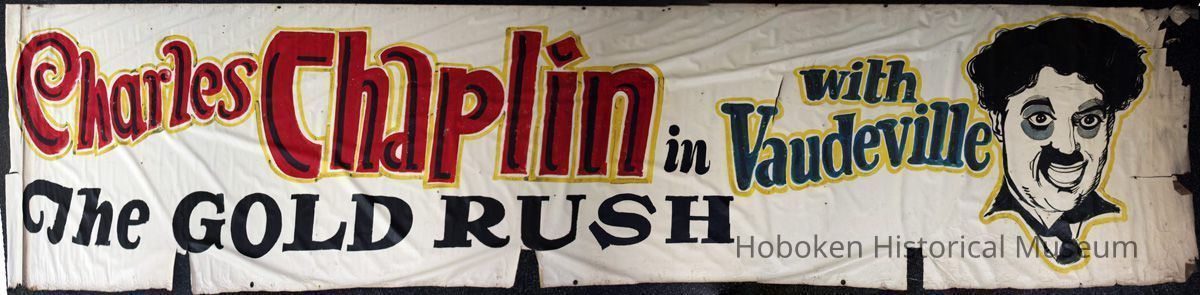 Charles Chaplin in with Vaudeville
The GOLD RUSH
Hoboken Historical Museum